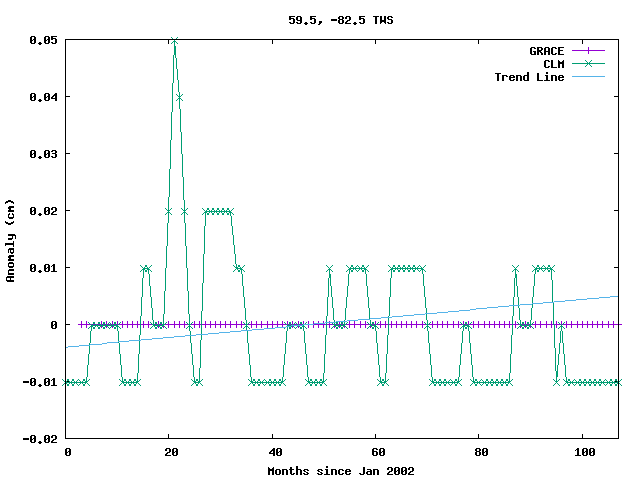 59.5, -82.5 TWS
GRACE
CLM
Trend Line
Anomaly (cm)
0.05
0.04
0.03
0.02
0.01
0
-0.01
-0.02
0 20 40 60 80 100
Months since Jan 2002